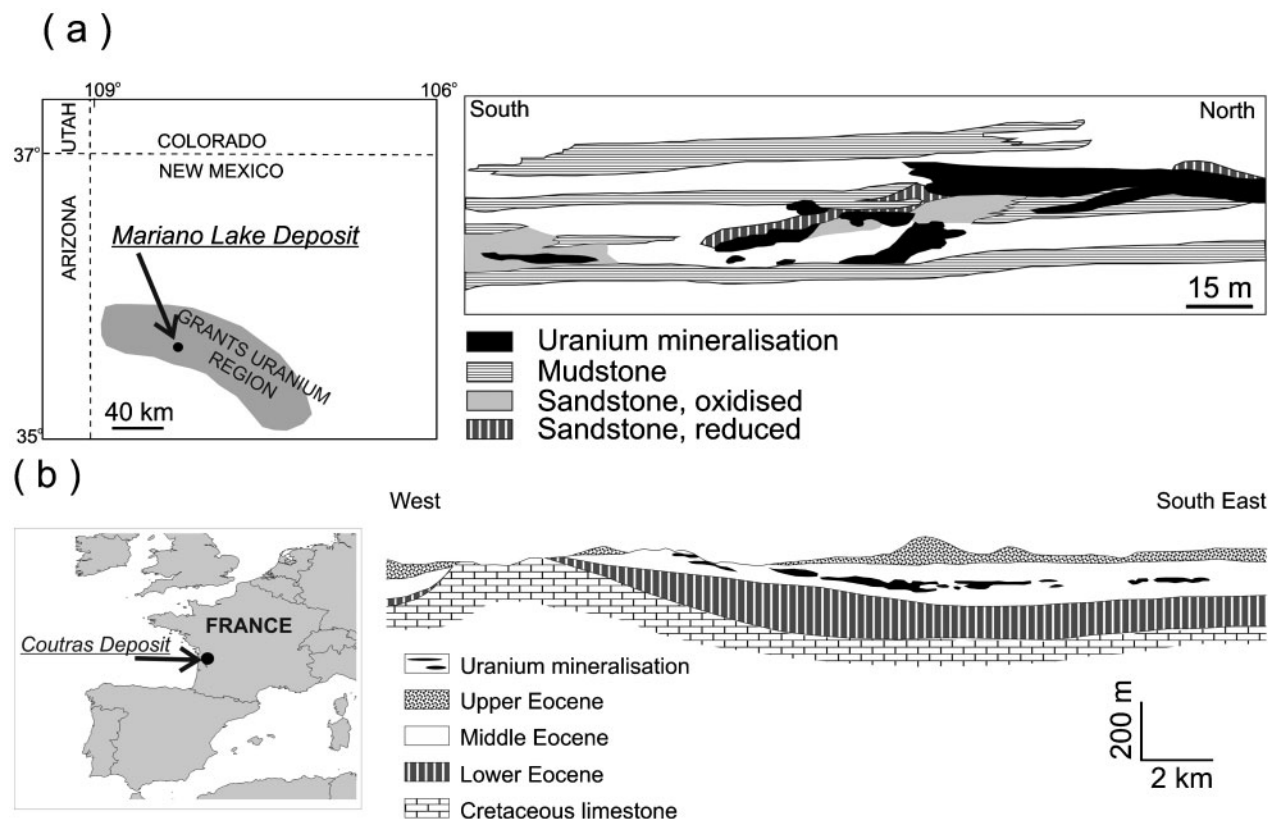 ( a )
109°
106°
UTAH
COLORADO
37°
NEW MEXICO
ARIZONA
Mariano Lake Deposit
GRANTS URANIUM
REGION
40 km
35°
South
North
15 m
Uranium mineralisation
Mudstone
Sandstone, oxidised
Sandstone, reduced
( b )
FRANCE
Coutras Deposit
West
South East
Uranium mineralisation
Upper Eocene
Middle Eocene
Lower Eocene
Cretaceous limestone
200 m
2 km